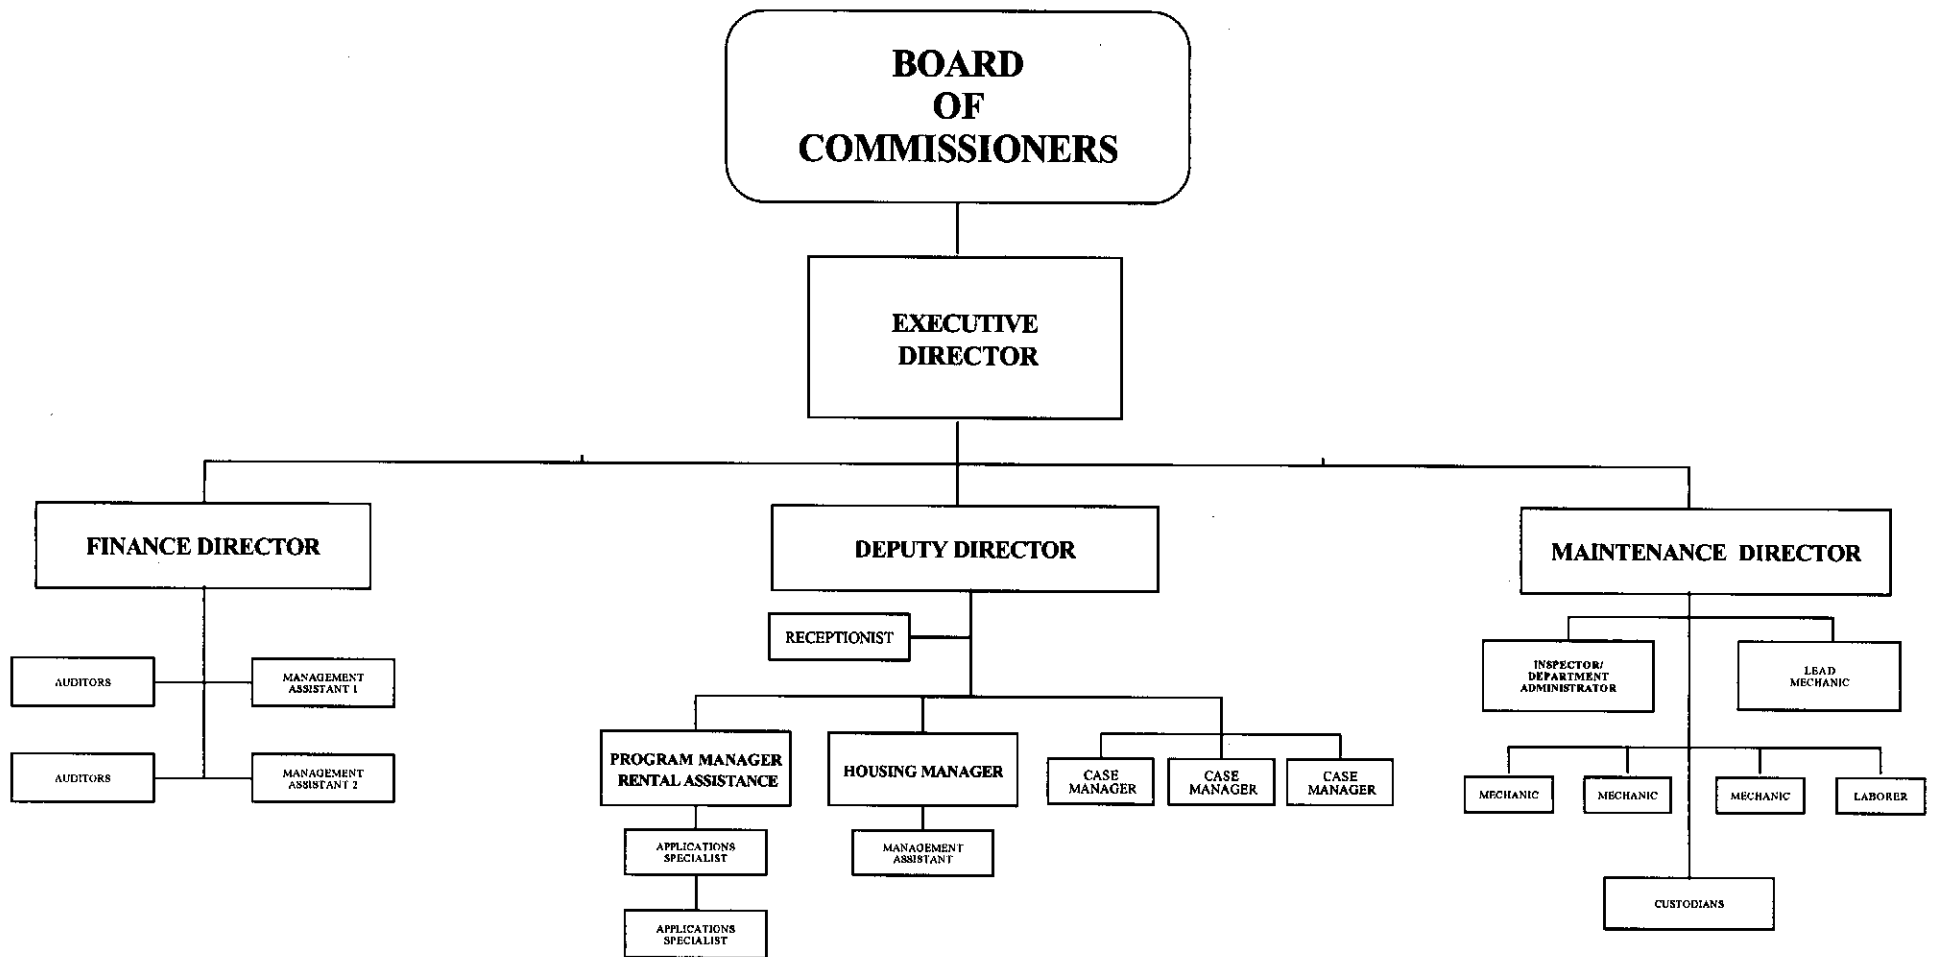 BOARD
OF
COMMISSIONERS
EXECUTIVE
DIRECTOR
FINANCE DIRECTOR
DEPUTY DIRECTOR
MAINTENANCE DIRECTOR
RECEPTIONIST
AUDITORS
MANAGEMENT
ASSISTANT 1
INSPECTOR/
DEPARTMENT
ADMINISTRATOR
LEAD
MECHANIC
AUDITORS
MANAGEMENT
ASSISTANT 2
PROGRAM MANAGER
RENTAL ASSISTANCE
HOUSING MANAGER
CASE
MANAGER
CASE
MANAGER
CASE
MANAGER
MECHANIC
MECHANIC
MECHANIC
LABORER
APPLICATIONS
SPECIALIST
MANAGEMENT
ASSISTANT
APPLICATIONS
SPECIALIST
CUSTODIANS